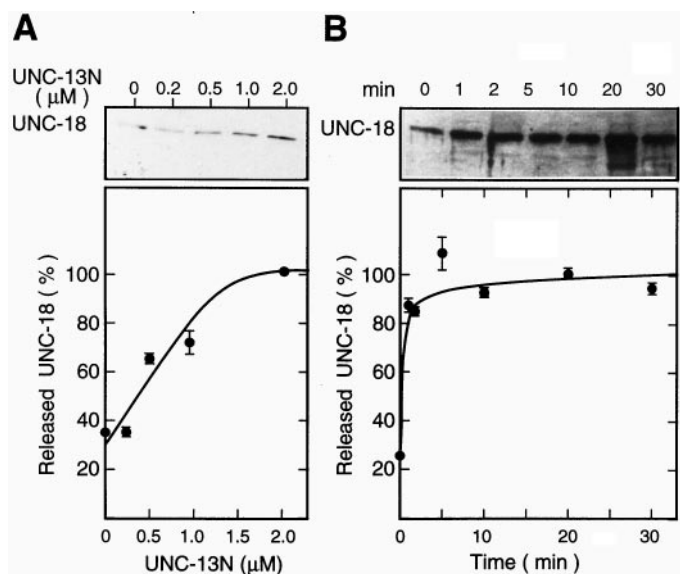 A
UNC-13N
( μM)
0 0.2 0.5 1.0 2.0
UNC-18
Released UNC-18 ( % )
100
80
60
40
20
0 0.5 1.0 1.5 2.0
UNC-13N (μM)
B
min 0 1 2 5 10 20 30
UNC-18
Released UNC-18 ( % )
100
80
60
40
20
0 10 20 30
Time ( min )